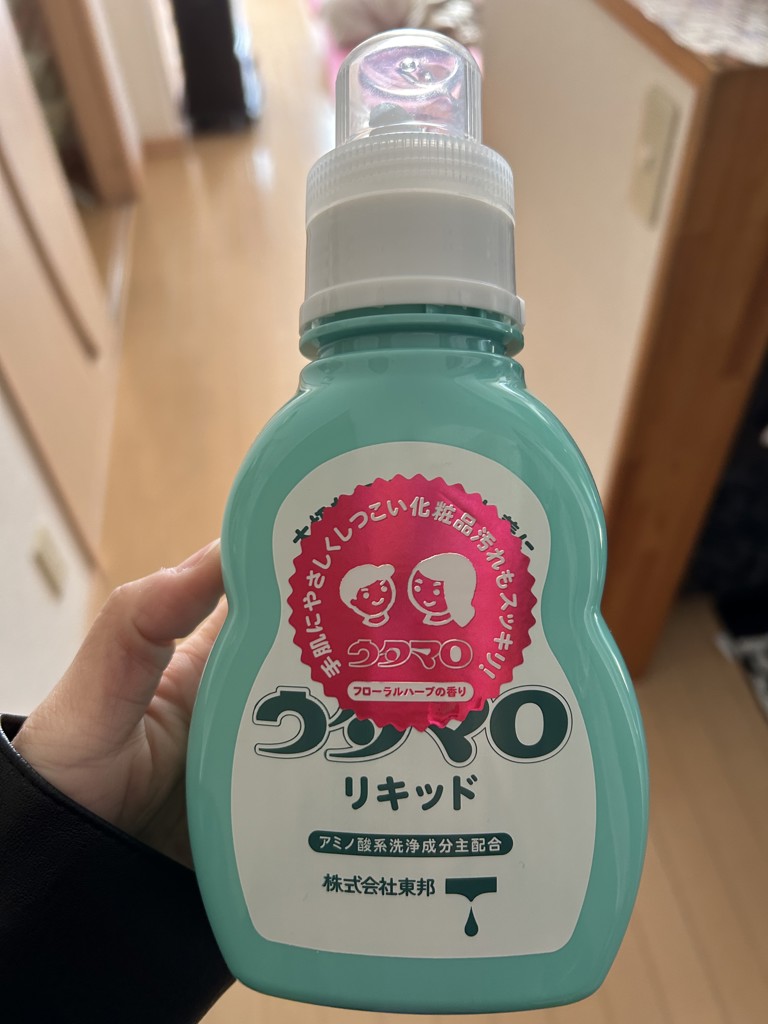 手肌にやさしくしつこい化粧品汚れもスッキリ!!
ウタマロ
フローラルハーブの香り
ウタマロ
リキッド
アミノ酸系洗浄成分主配合
株式会社東邦